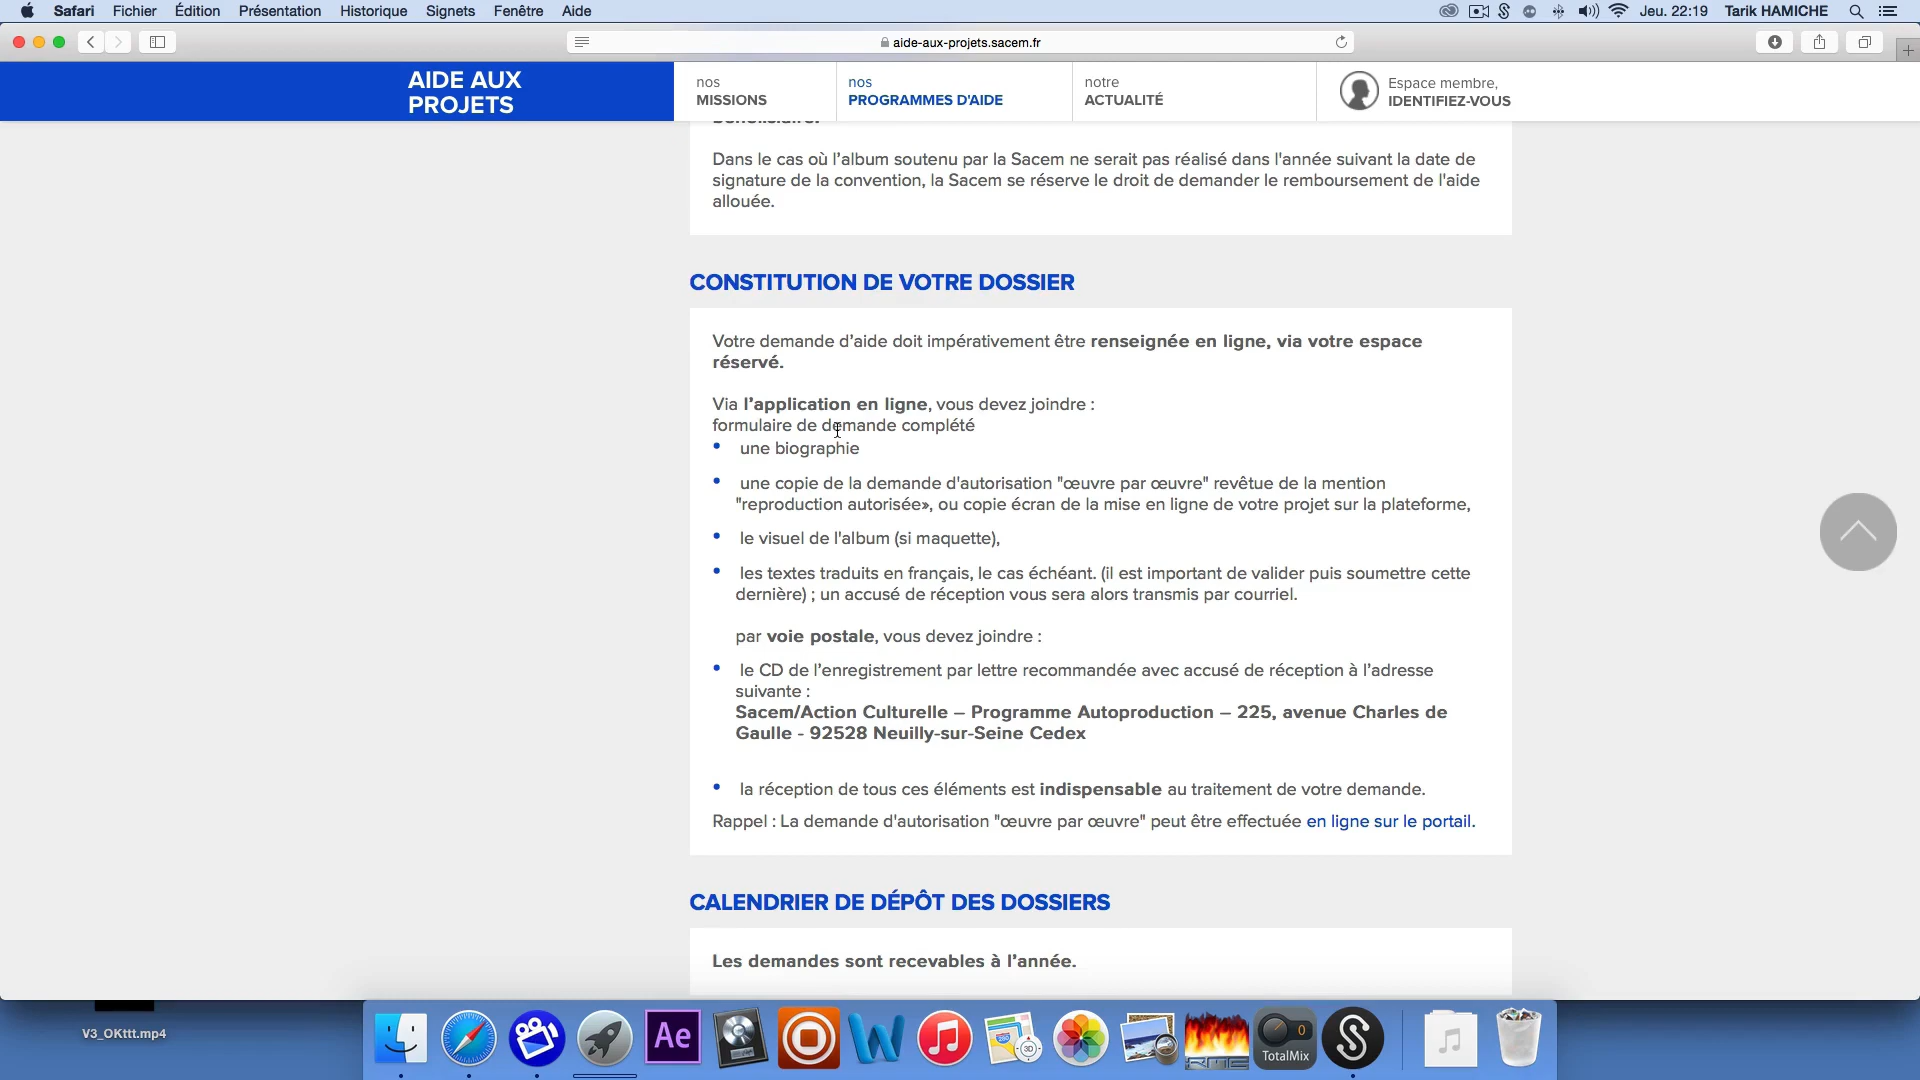 Safari Fichier Édition Présentation Historique Signets Fenêtre Aide Jeu. 22:19 Tarik HAMICHE
aide-aux-projets.sacem.fr
AIDE AUX
PROJETS
nos
MISSIONS
nos
PROGRAMMES D'AIDE
notre
ACTUALITÉ
Espace membre,
IDENTIFIEZ-VOUS
Dans le cas où l’album soutenu par la Sacem ne serait pas réalisé dans l'année suivant la date de
signature de la convention, la Sacem se réserve le droit de demander le remboursement de l'aide
allouée.
CONSTITUTION DE VOTRE DOSSIER
Votre demande d’aide doit impérativement être renseignée en ligne, via votre espace
réservé.
Via l’application en ligne, vous devez joindre :
formulaire de demande complété
• une biographie
• une copie de la demande d'autorisation "œuvre par œuvre" revêtue de la mention
"reproduction autorisée», ou copie écran de la mise en ligne de votre projet sur la plateforme,
• le visuel de l'album (si maquette),
• les textes traduits en français, le cas échéant. (il est important de valider puis soumettre cette
dernière) ; un accusé de réception vous sera alors transmis par courriel.
par voie postale, vous devez joindre :
• le CD de l’enregistrement par lettre recommandée avec accusé de réception à l’adresse
suivante :
Sacem/Action Culturelle – Programme Autoproduction – 225, avenue Charles de
Gaulle - 92528 Neuilly-sur-Seine Cedex
• la réception de tous ces éléments est indispensable au traitement de votre demande.
Rappel : La demande d'autorisation "œuvre par œuvre" peut être effectuée en ligne sur le portail.
CALENDRIER DE DÉPÔT DES DOSSIERS
Les demandes sont recevables à l’année.
V3_OKttt.mp4
Ae
280
3D
RME
0
TotalMix